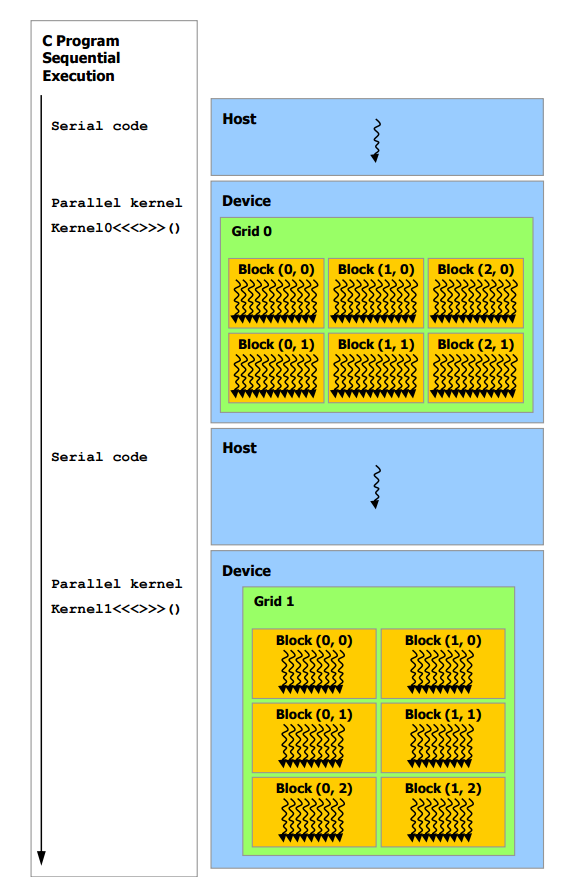 C Program
Sequential
Execution
Serial code
Host
Parallel kernel
Kernel0<<<>>>()
Device
Grid 0
Block (0, 0) Block (1, 0) Block (2, 0)
Block (0, 1) Block (1, 1) Block (2, 1)
Serial code
Host
Parallel kernel
Kernel1<<<>>>()
Device
Grid 1
Block (0, 0) Block (1, 0)
Block (0, 1) Block (1, 1)
Block (0, 2) Block (1, 2)